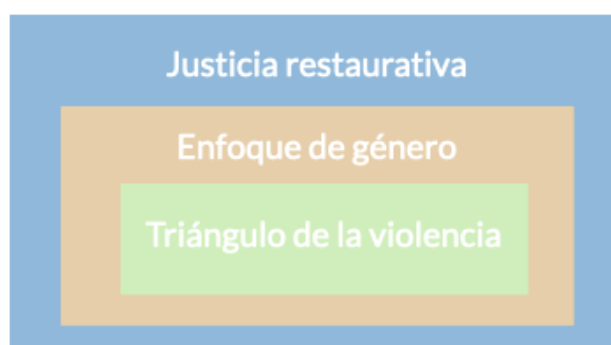 Justicia restaurativa
Enfoque de género
Triángulo de la violencia